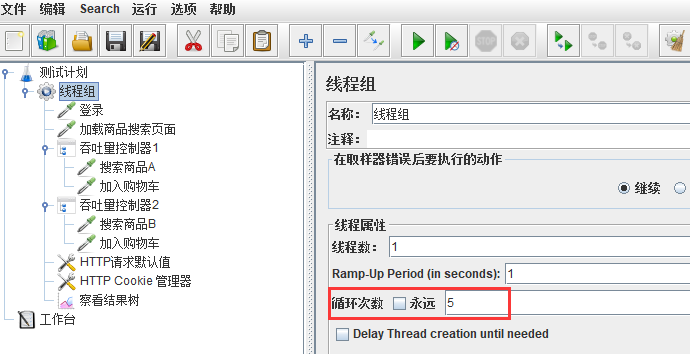 文件 编辑 Search 运行 选项 帮助
测试计划
线程组
登录
加载商品搜索页面
吞吐量控制器1
搜索商品A
加入购物车
吞吐量控制器2
搜索商品B
加入购物车
HTTP请求默认值
HTTP Cookie 管理器
察看结果树
工作台
线程组
名称： 线程组
注释：
在取样器错误后要执行的动作
继续
线程属性
线程数： 1
Ramp-Up Period (in seconds): 1
循环次数 永远 5
Delay Thread creation until needed